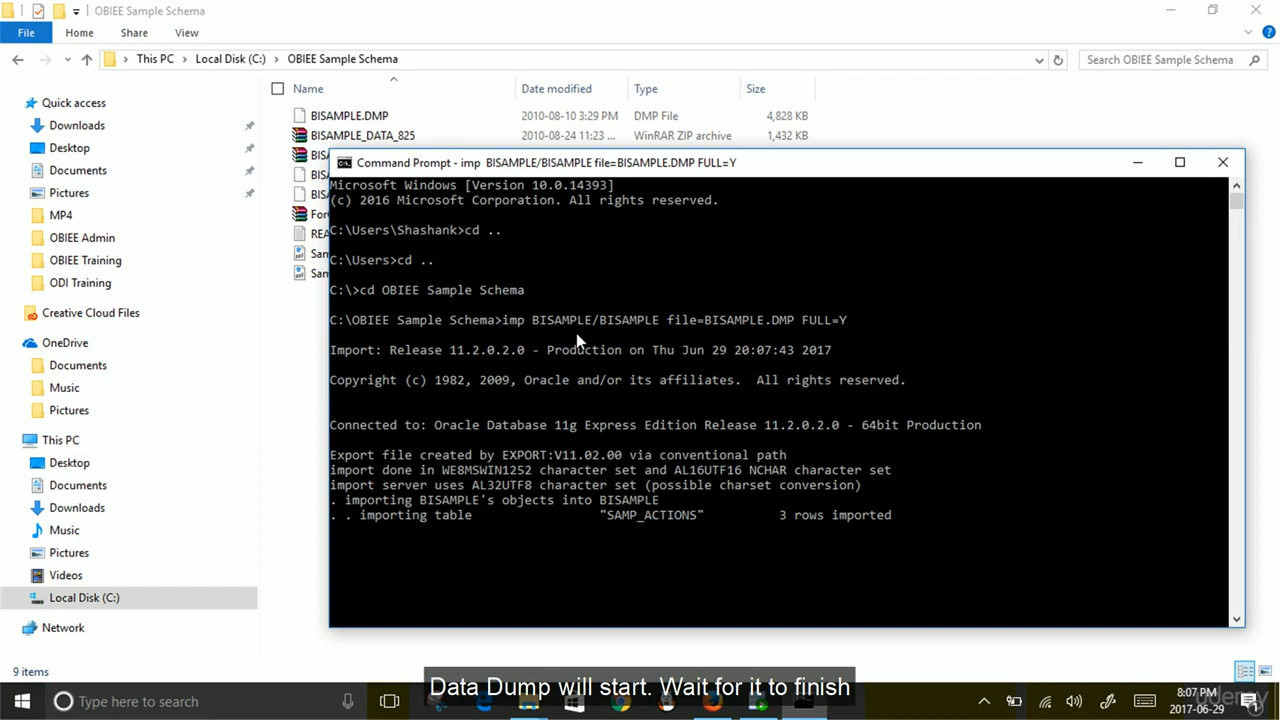 OBIEE Sample Schema
File
Home
Share
View
This PC
Local Disk (C:)
OBIEE Sample Schema
Search OBIEE Sample Schema
Quick access
Downloads
Desktop
Documents
Pictures
MP4
OBIEE Admin
OBIEE Training
ODI Training
Creative Cloud Files
OneDrive
Documents
Music
Pictures
This PC
Desktop
Documents
Downloads
Music
Pictures
Videos
Local Disk (C:)
Network
Name
Date modified
Type
Size
BISAMPLE.DMP
2010-08-10 3:29 PM
DMP File
4,828 KB
BISAMPLE_DATA_825
2010-08-24 11:23 ...
WinRAR ZIP archive
1,432 KB
Command Prompt - imp BISAMPLE/BISAMPLE file=BISAMPLE.DMP FULL=Y
Microsoft Windows [Version 10.0.14393]
(c) 2016 Microsoft Corporation. All rights reserved.
C:\Users\Shashank>cd ..
C:\Users>cd ..
C:\>cd OBIEE Sample Schema
C:\OBIEE Sample Schema>imp BISAMPLE/BISAMPLE file=BISAMPLE.DMP FULL=Y
Import: Release 11.2.0.2.0 - Production on Thu Jun 29 20:07:43 2017
Copyright (c) 1982, 2009, Oracle and/or its affiliates. All rights reserved.
Connected to: Oracle Database 11g Express Edition Release 11.2.0.2.0 - 64bit Production
Export file created by EXPORT:V11.02.00 via conventional path
import done in WE8MSWIN1252 character set and AL16UTF16 NCHAR character set
import server uses AL32UTF8 character set (possible charset conversion)
. importing BISAMPLE's objects into BISAMPLE
. . importing table "SAMP_ACTIONS" 3 rows imported
9 items
Data Dump will start. Wait for it to finish
Type here to search
8:07 PM
2017-06-29